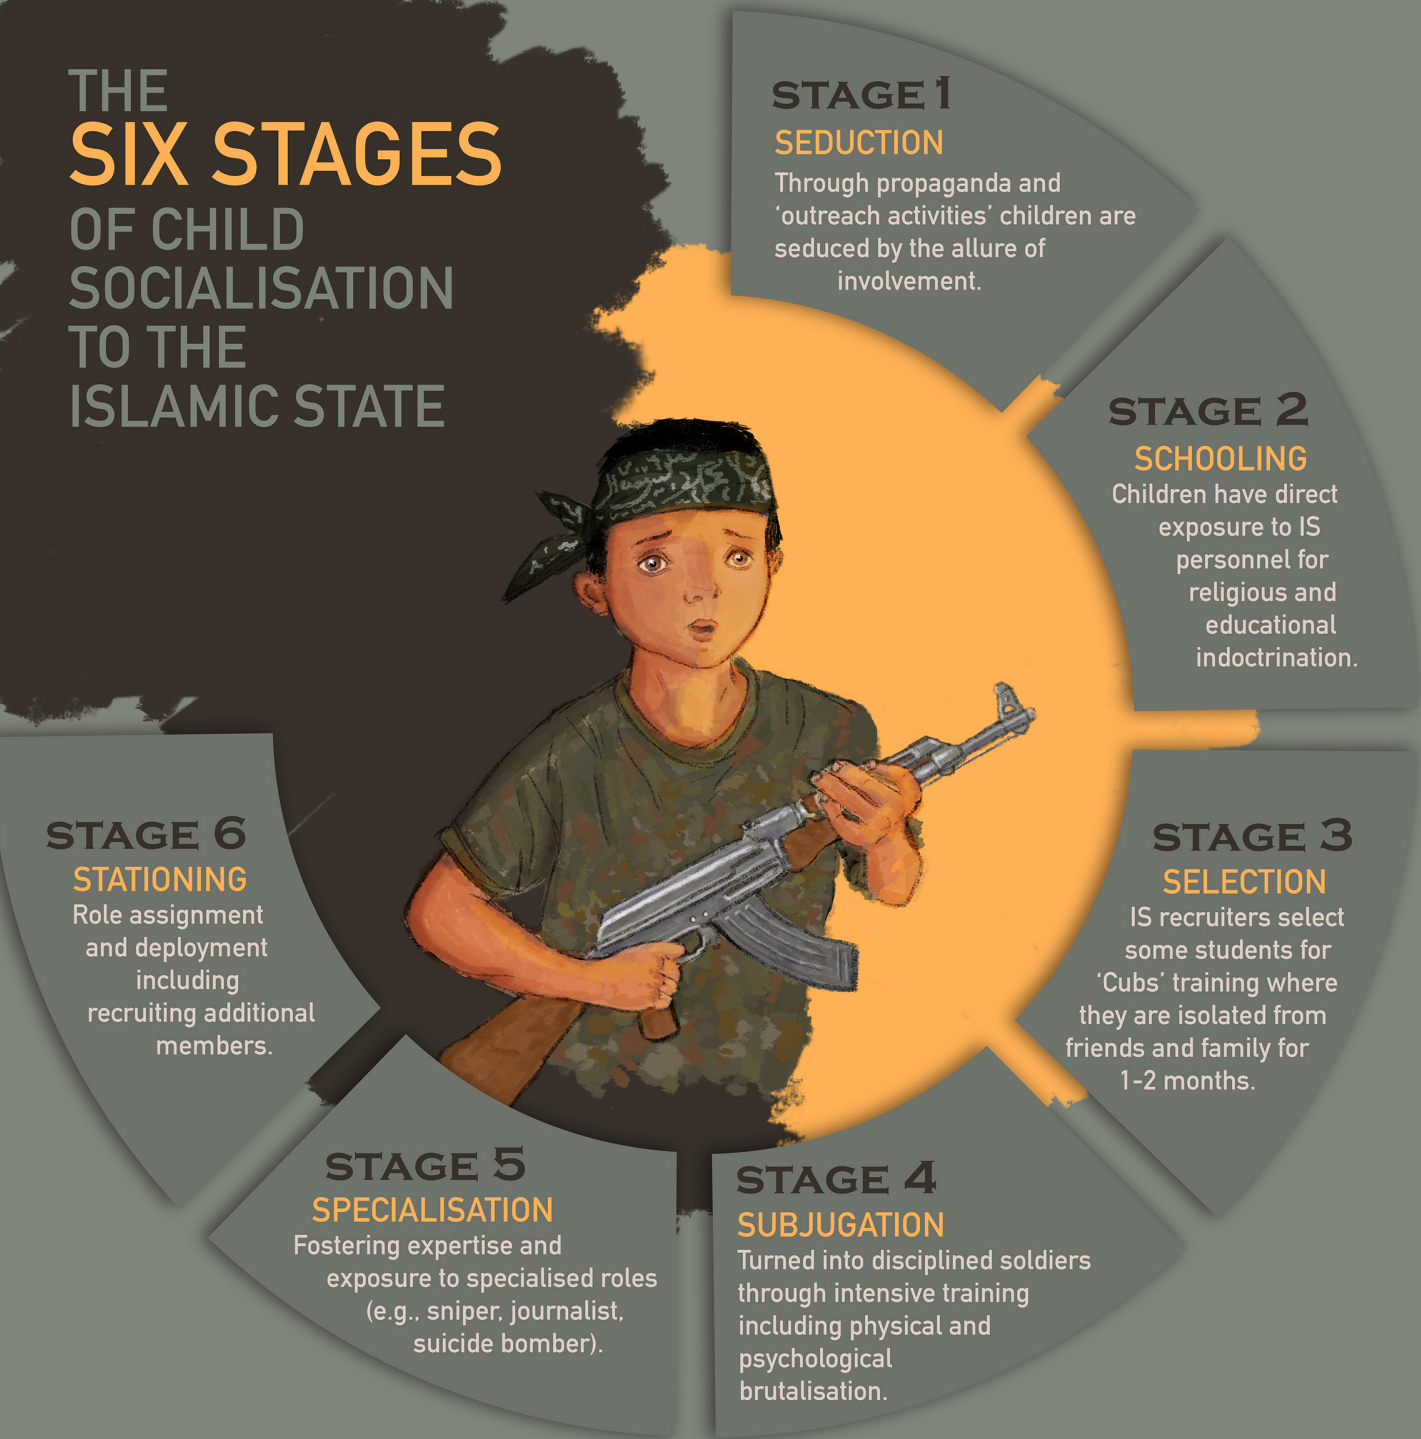 THE
SIX STAGES
OF CHILD
SOCIALISATION
TO THE
ISLAMIC STATE
STAGE 1
SEDUCTION
Through propaganda and
‘outreach activities’ children are
seduced by the allure of
involvement.
STAGE 2
SCHOOLING
Children have direct
exposure to IS
personnel for
religious and
educational
indoctrination.
STAGE 3
SELECTION
IS recruiters select
some students for
‘Cubs’ training where
they are isolated from
friends and family for
1-2 months.
STAGE 4
SUBJUGATION
Turned into disciplined soldiers
through intensive training
including physical and
psychological
brutalisation.
STAGE 5
SPECIALISATION
Fostering expertise and
exposure to specialised roles
(e.g., sniper, journalist,
suicide bomber).
STAGE 6
STATIONING
Role assignment
and deployment
including
recruiting additional
members.